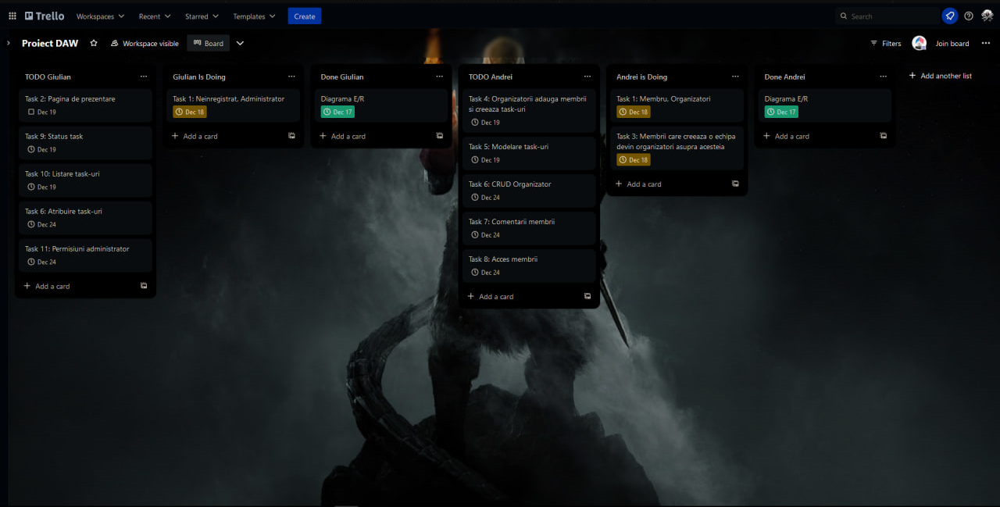 Trello
Workspaces
Recent
Starred
Templates
Create
Search
Proiect DAW
Workspace visible
Board
Filters
Join board
TODO Giulian
Task 2: Pagina de prezentare
Dec 19
Task 9: Status task
Dec 19
Task 10: Listare task-uri
Dec 19
Task 6: Atribuire task-uri
Dec 24
Task 11: Permisiuni administrator
Dec 24
Add a card
Giulian Is Doing
Task 1: Neinregistrat, Administrator
Dec 18
Add a card
Done Giulian
Diagrama E/R
Dec 17
Add a card
TODO Andrei
Task 4: Organizatorii adauga membrii
si creeaza task-uri
Dec 19
Task 5: Modelare task-uri
Dec 19
Task 6: CRUD Organizator
Dec 24
Task 7: Comentarii membrii
Dec 24
Task 8: Acces membrii
Dec 24
Add a card
Andrei is Doing
Task 1: Membru, Organizatori
Dec 18
Task 3: Membrii care creeaza o echipa
devin organizatori asupra acesteia
Dec 18
Add a card
Done Andrei
Diagrama E/R
Dec 17
Add a card
Add another list